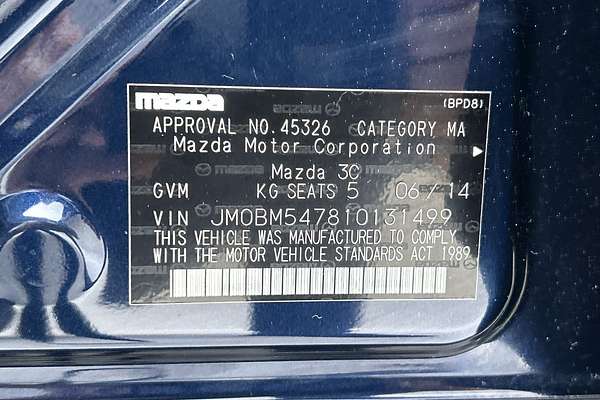 mazda (BPD8)
APPROVAL NO. 45326 CATEGORY MA
Mazda Motor Corporation
Mazda 3C
GVM KG SEATS 5 06/14
VIN JM0BM547810131499
THIS VEHICLE WAS MANUFACTURED TO COMPLY
WITH THE MOTOR VEHICLE STANDARDS ACT 1989